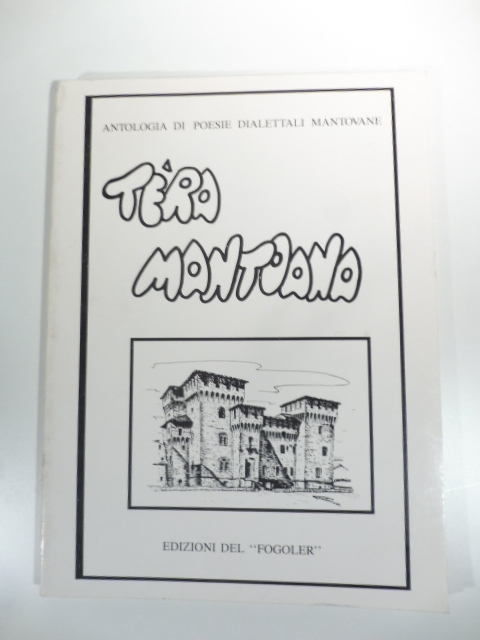 ANTOLOGIA DI POESIE DIALETTALI MANTOVANE
TÈRA
MANTOANA
EDIZIONI DEL "FOGOLER"